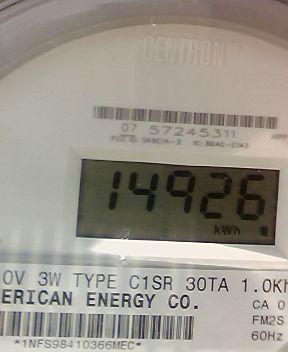 CENTRON
07 57245311
14926
kWh
0V 3W TYPE C1SR 30TA 1.0Kh
ERICAN ENERGY CO.
CA 0
FM2S
60Hz
*1NFS98410366MEC*